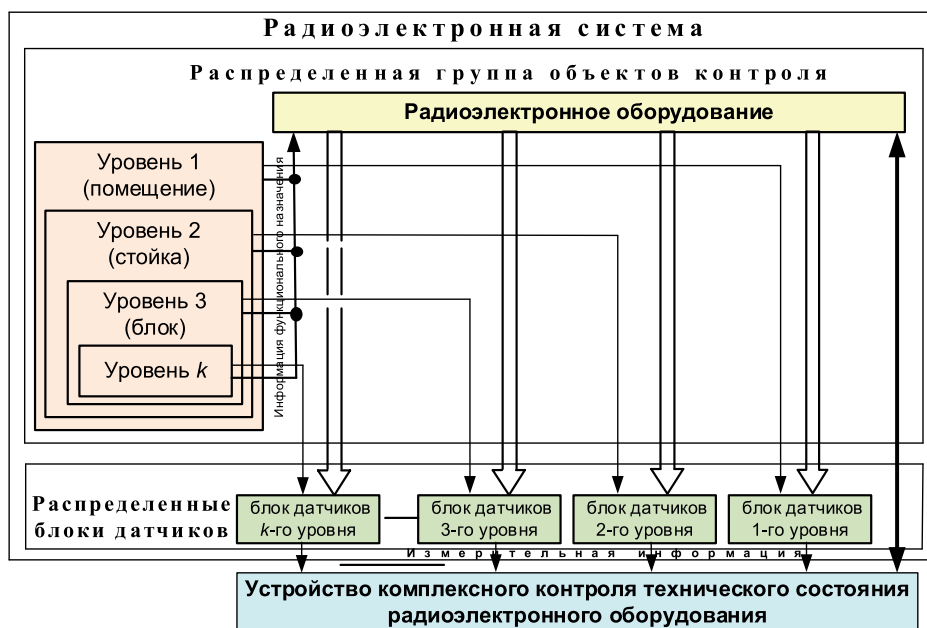 Радиоэлектронная система
Распределенная группа объектов контроля
Радиоэлектронное оборудование
Уровень 1
(помещение)
Уровень 2
(стойка)
Уровень 3
(блок)
Уровень k
Информация функционального назначения
Распределенные
блоки датчиков
блок датчиков
k-го уровня
блок датчиков
3-го уровня
блок датчиков
2-го уровня
блок датчиков
1-го уровня
Измерительная информация
Устройство комплексного контроля технического состояния
радиоэлектронного оборудования